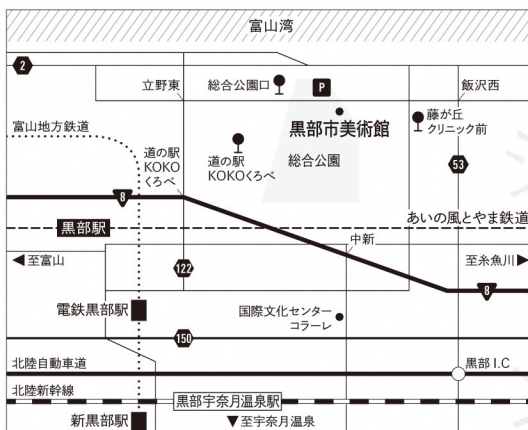 富山湾
2
立野東
総合公園口
P
飯沢西
黒部市美術館
藤が丘
クリニック前
富山地方鉄道
道の駅
KOKO
くろべ
道の駅
KOKOくろべ
総合公園
53
8
あいの風とやま鉄道
黒部駅
中新
至富山
122
至糸魚川
8
電鉄黒部駅
国際文化センター
コラーレ
150
北陸自動車道
黒部I.C
北陸新幹線
黒部宇奈月温泉駅
新黒部駅
至宇奈月温泉